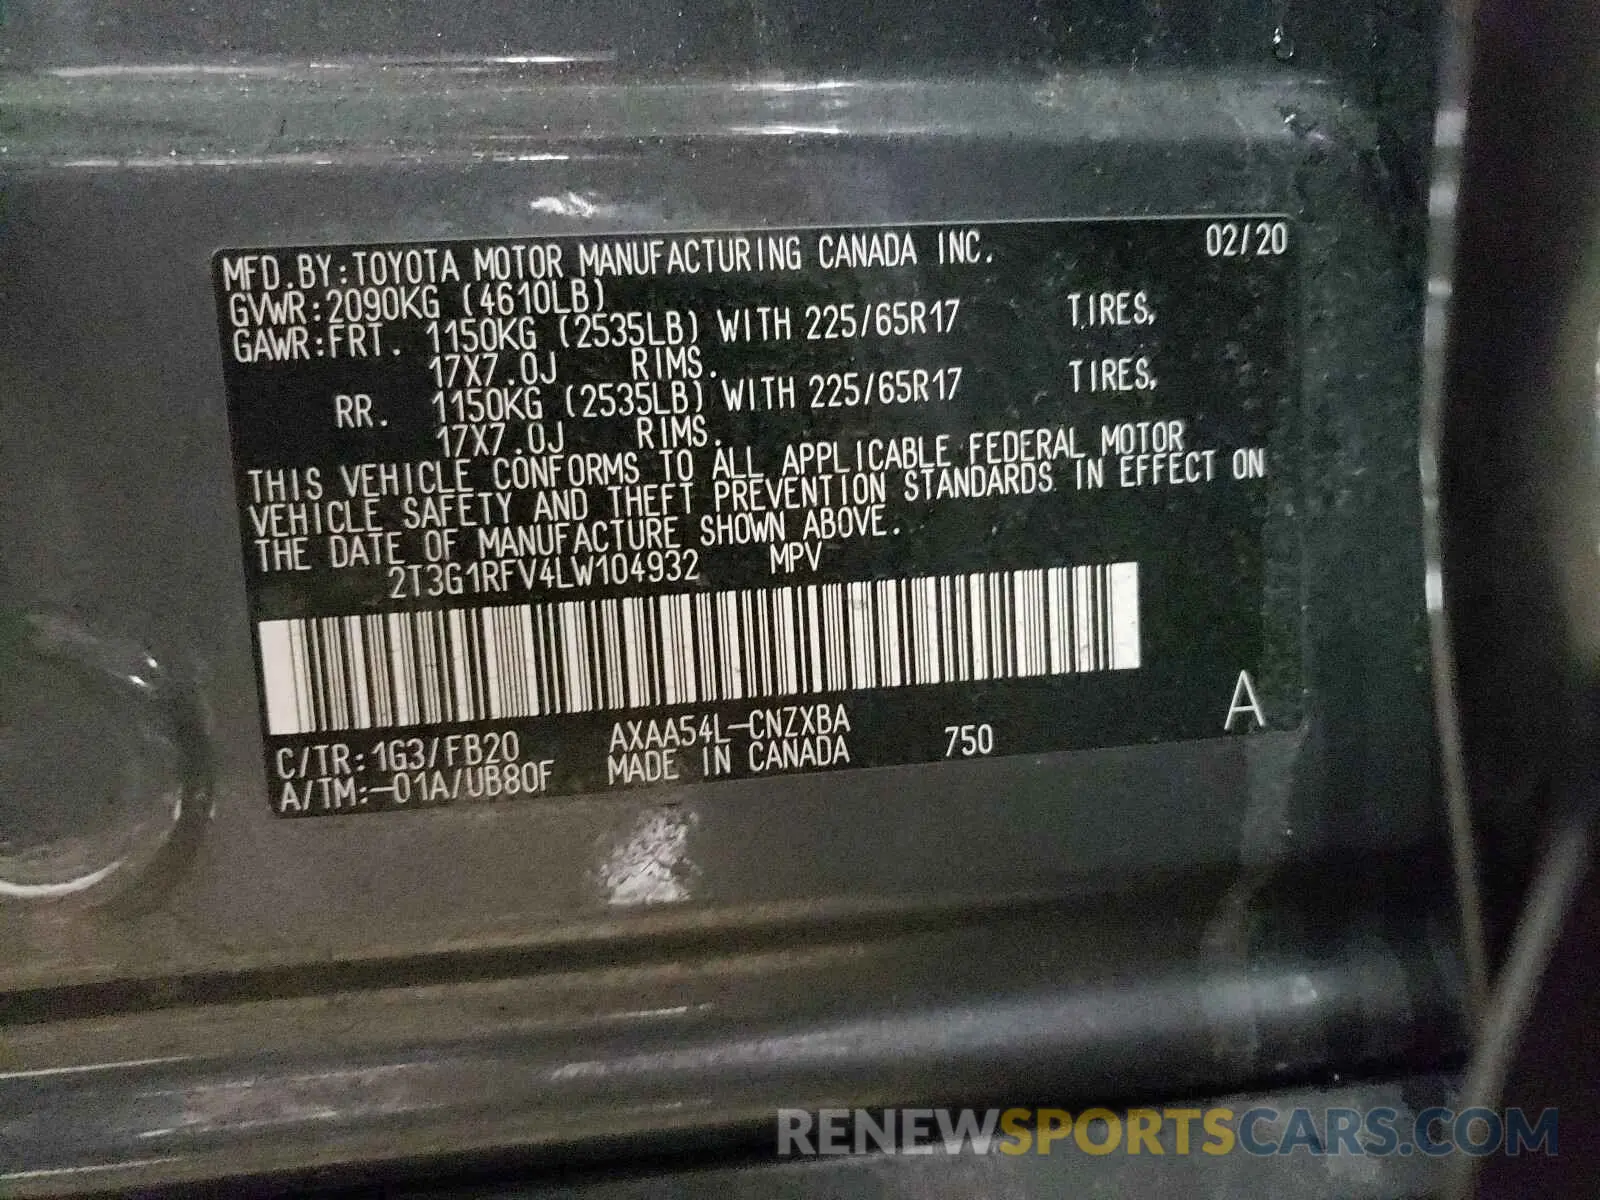 MFD.BY:TOYOTA MOTOR MANUFACTURING CANADA INC. 02/20
GVWR:2090KG (4610LB)
GAWR:FRT. 1150KG (2535LB) WITH 225/65R17 TIRES,
17X7.0J RIMS.
RR. 1150KG (2535LB) WITH 225/65R17 TIRES,
17X7.0J RIMS.
THIS VEHICLE CONFORMS TO ALL APPLICABLE FEDERAL MOTOR
VEHICLE SAFETY AND THEFT PREVENTION STANDARDS IN EFFECT ON
THE DATE OF MANUFACTURE SHOWN ABOVE.
2T3G1RFV4LW104932 MPV
C/TR:1G3/FB20 AXAA54L-CNZXBA A
A/TM:-01A/UB80F MADE IN CANADA 750
RENEWSPORTSCARS.COM